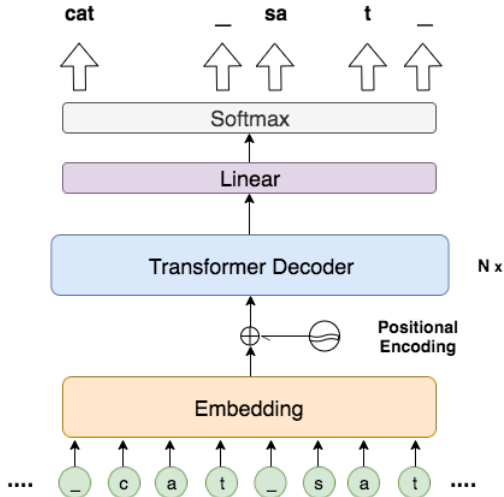 cat _ sa t _
Softmax
Linear
Transformer Decoder
N x
Positional
Encoding
Embedding
.... _ c a t _ s a t ....